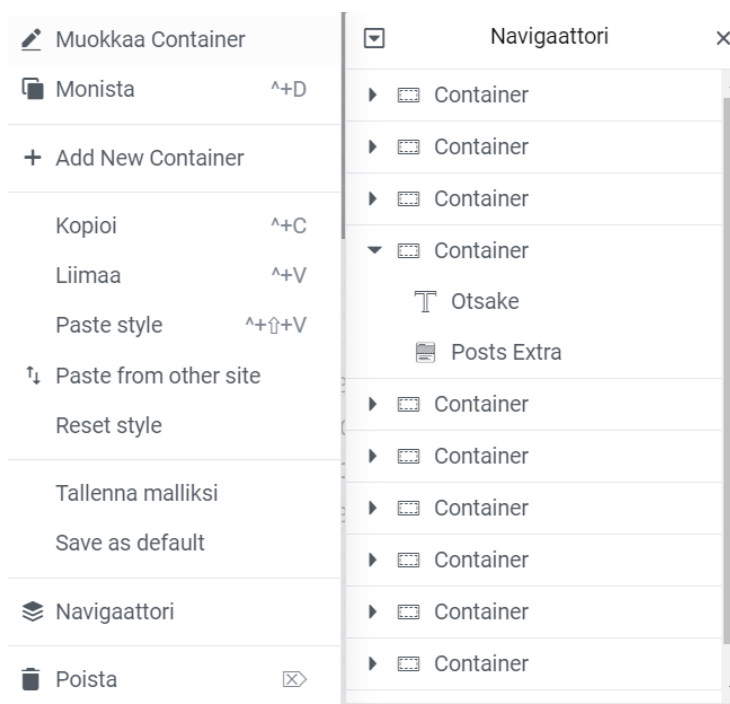 Muokkaa Container
Monista ^+D
Add New Container
Kopioi ^+C
Liimaa ^+V
Paste style ^+⇧+V
Paste from other site
Reset style
Tallenna malliksi
Save as default
Navigaattori
Poista ⌦
Navigaattori
Container
Container
Container
Container
Otsake
Posts Extra
Container
Container
Container
Container
Container
Container